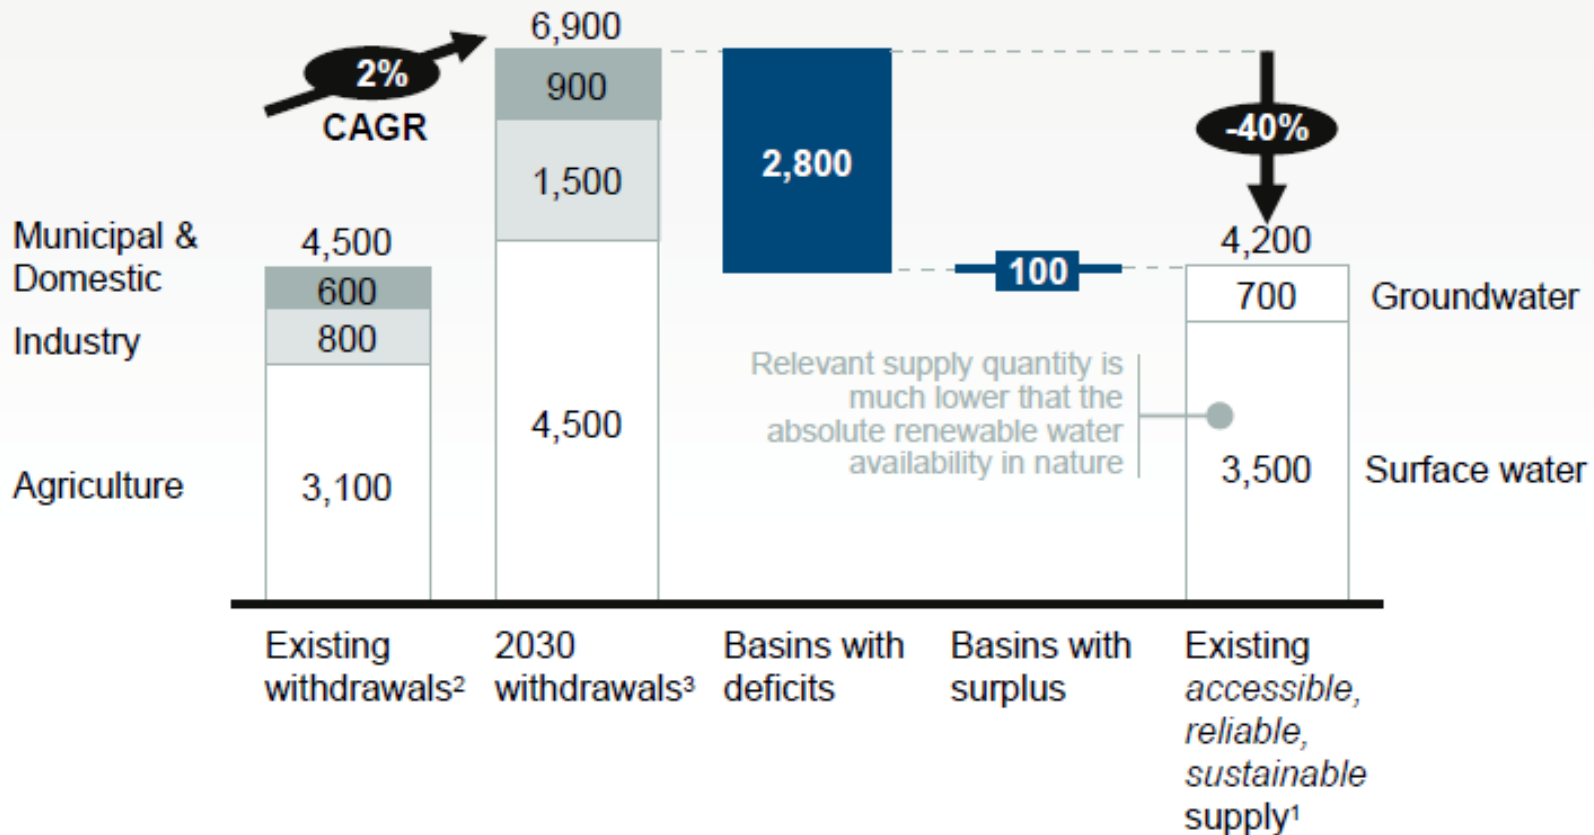 6,900
2%
CAGR
900
1,500
4,500
2,800
-40%
Municipal &
Domestic
Industry
Agriculture
4,500
600
800
3,100
100
4,200
700
3,500
Groundwater
Surface water
Relevant supply quantity is
much lower that the
absolute renewable water
availability in nature
Existing
withdrawals²
2030
withdrawals³
Basins with
deficits
Basins with
surplus
Existing
accessible,
reliable,
sustainable
supply¹